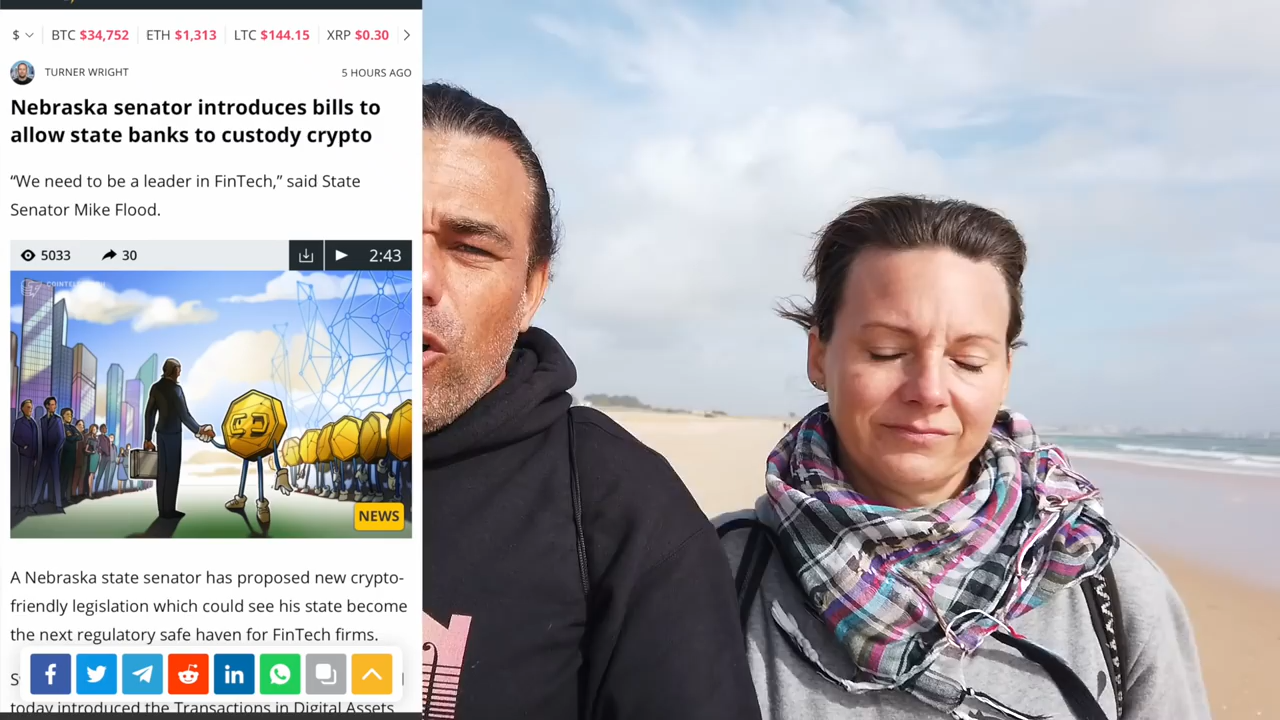 $ BTC $34,752 ETH $1,313 LTC $144.15 XRP $0.30
TURNER WRIGHT 5 HOURS AGO
Nebraska senator introduces bills to
allow state banks to custody crypto
“We need to be a leader in FinTech,” said State
Senator Mike Flood.
5033 30 2:43
COINTELEGRAPH
NEWS
A Nebraska state senator has proposed new crypto-
friendly legislation which could see his state become
the next regulatory safe haven for FinTech firms.
today introduced the Transactions in Digital Assets